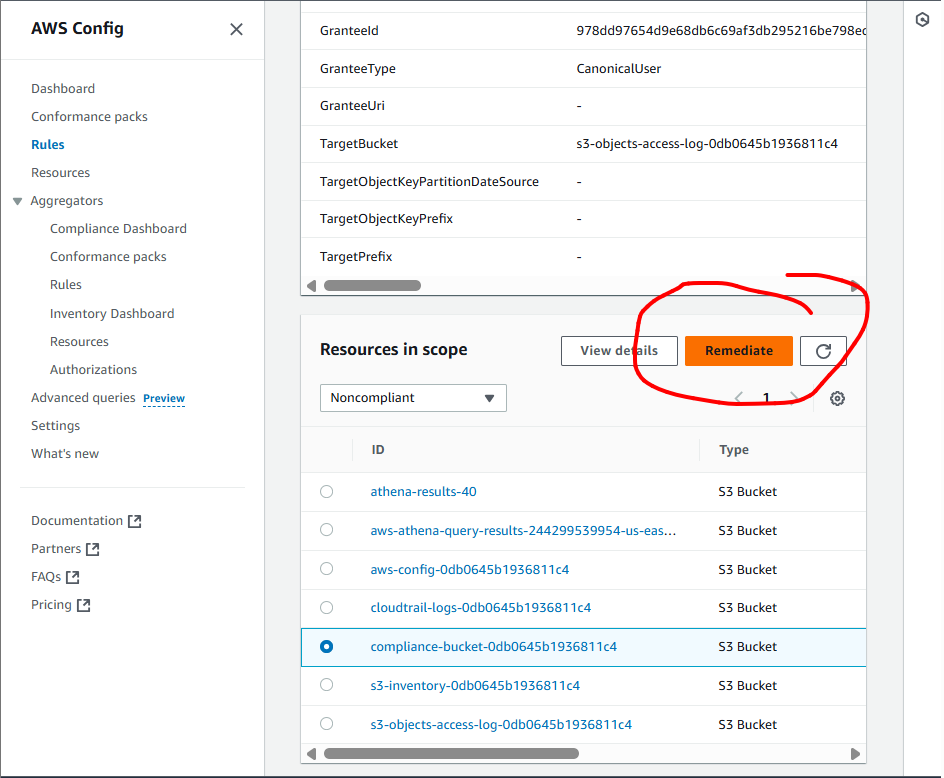 AWS Config
Dashboard
Conformance packs
Rules
Resources
Aggregators
Compliance Dashboard
Conformance packs
Rules
Inventory Dashboard
Resources
Authorizations
Advanced queries Preview
Settings
What's new
Documentation
Partners
FAQs
Pricing
GranteeId 978dd97654d9e68db6c69af3db295216be798ec
GranteeType CanonicalUser
GranteeUri -
TargetBucket s3-objects-access-log-0db0645b1936811c4
TargetObjectKeyPartitionDateSource -
TargetObjectKeyPrefix -
TargetPrefix -
Resources in scope View details Remediate
Noncompliant 1
ID Type
athena-results-40 S3 Bucket
aws-athena-query-results-244299539954-us-eas... S3 Bucket
aws-config-0db0645b1936811c4 S3 Bucket
cloudtrail-logs-0db0645b1936811c4 S3 Bucket
compliance-bucket-0db0645b1936811c4 S3 Bucket
s3-inventory-0db0645b1936811c4 S3 Bucket
s3-objects-access-log-0db0645b1936811c4 S3 Bucket